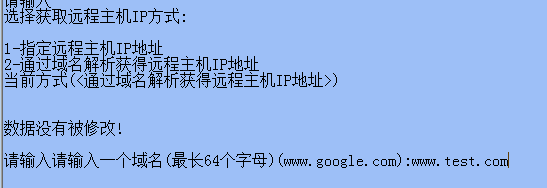 请输入
选择获取远程主机IP方式:
1-指定远程主机IP地址
2-通过域名解析获得远程主机IP地址
当前方式(<通过域名解析获得远程主机IP地址>)
数据没有被修改!
请输入请输入一个域名(最长64个字母)(www.google.com):www.test.com